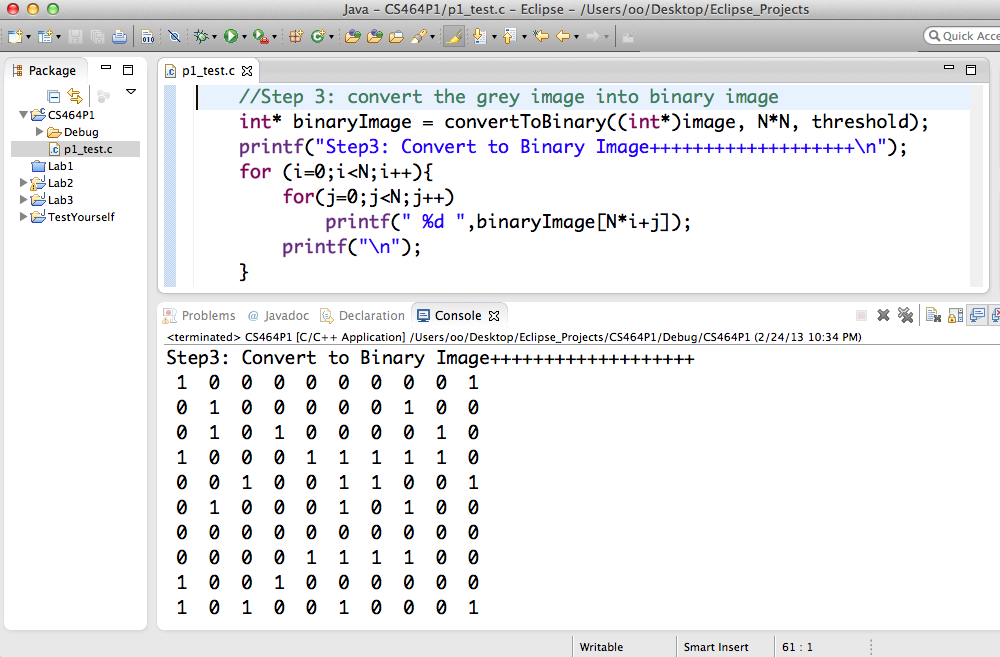 Java – CS464P1/p1_test.c – Eclipse – /Users/oo/Desktop/Eclipse_Projects
Quick Acce
Package
CS464P1
Debug
p1_test.c
Lab1
Lab2
Lab3
TestYourself
p1_test.c
//Step 3: convert the grey image into binary image
int* binaryImage = convertToBinary((int*)image, N*N, threshold);
printf("Step3: Convert to Binary Image+++++++++++++++++++\n");
for (i=0;i<N;i++){
for(j=0;j<N;j++)
printf(" %d ",binaryImage[N*i+j]);
printf("\n");
}
Problems @ Javadoc Declaration Console
<terminated> CS464P1 [C/C++ Application] /Users/oo/Desktop/Eclipse_Projects/CS464P1/Debug/CS464P1 (2/24/13 10:34 PM)
Step3: Convert to Binary Image+++++++++++++++++++
1 0 0 0 0 0 0 0 0 1
0 1 0 0 0 0 0 1 0 0
0 1 0 1 0 0 0 0 1 0
1 0 0 0 1 1 1 1 1 0
0 0 1 0 0 1 1 0 0 1
0 1 0 0 0 1 0 1 0 0
0 0 0 0 0 0 0 0 0 0
0 0 0 0 1 1 1 1 0 0
1 0 0 1 0 0 0 0 0 0
1 0 1 0 0 1 0 0 0 1
Writable Smart Insert 61 : 1